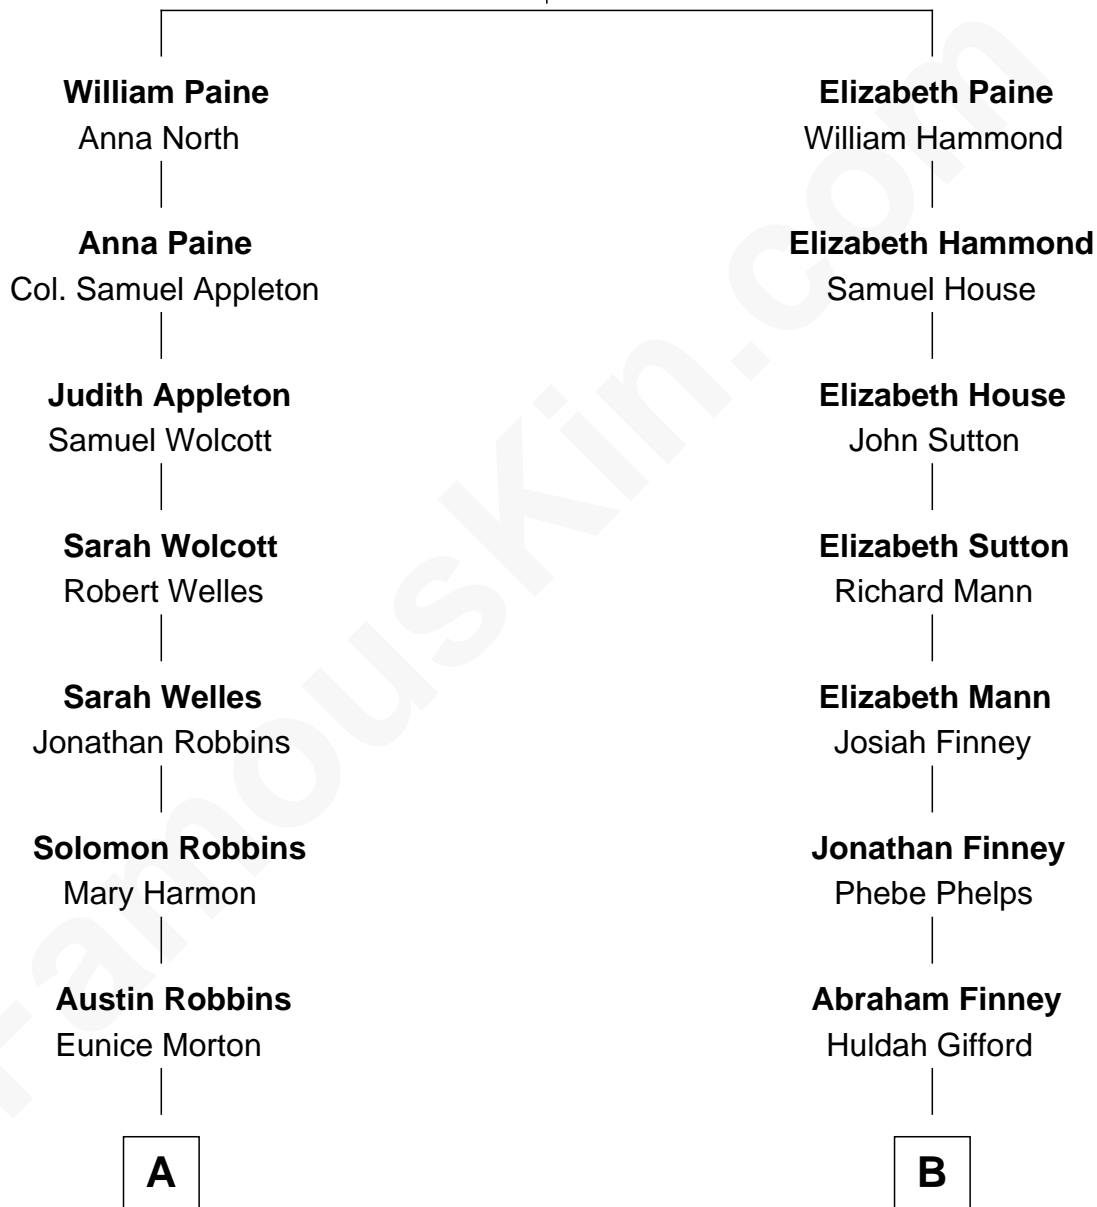 William Paine
Anna North
Anna Paine
Col. Samuel Appleton
Judith Appleton
Samuel Wolcott
Sarah Wolcott
Robert Welles
Sarah Welles
Jonathan Robbins
Solomon Robbins
Mary Harmon
Austin Robbins
Eunice Morton
A
Elizabeth Paine
William Hammond
Elizabeth Hammond
Samuel House
Elizabeth House
John Sutton
Elizabeth Sutton
Richard Mann
Elizabeth Mann
Josiah Finney
Jonathan Finney
Phebe Phelps
Abraham Finney
Huldah Gifford
B
FamousKin.com